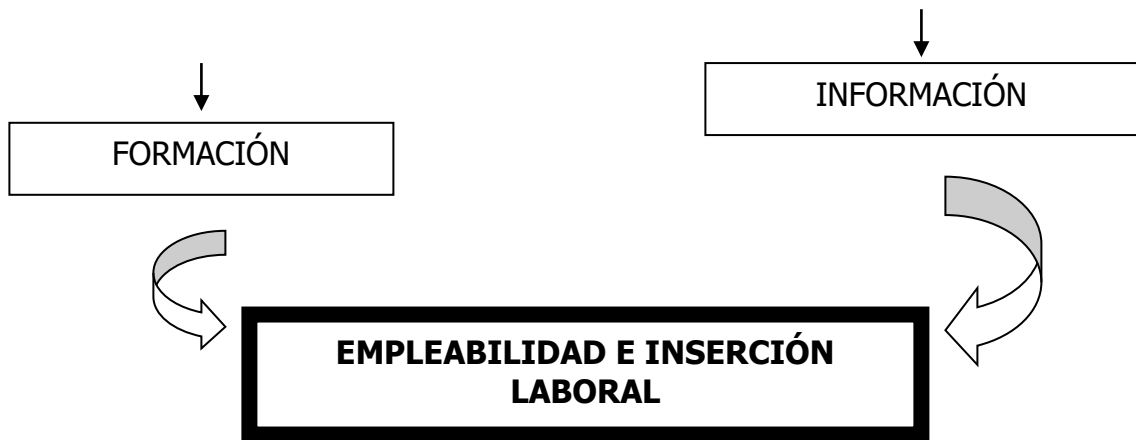 INFORMACIÓN
FORMACIÓN
EMPLEABILIDAD E INSERCIÓN
LABORAL